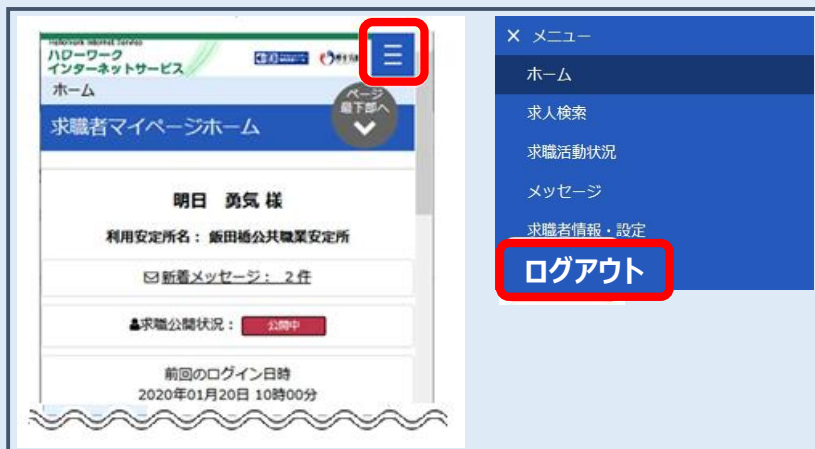 Hellowork Internet Service
ハローワーク
インターネットサービス
ホーム
ページ
最下部へ
求職者マイページホーム
明日 勇気 様
利用安定所名： 飯田橋公共職業安定所
新着メッセージ： 2件
求職公開状況： 公開中
前回のログイン日時
2020年01月20日 10時00分
× メニュー
ホーム
求人検索
求職活動状況
メッセージ
求職者情報・設定
ログアウト